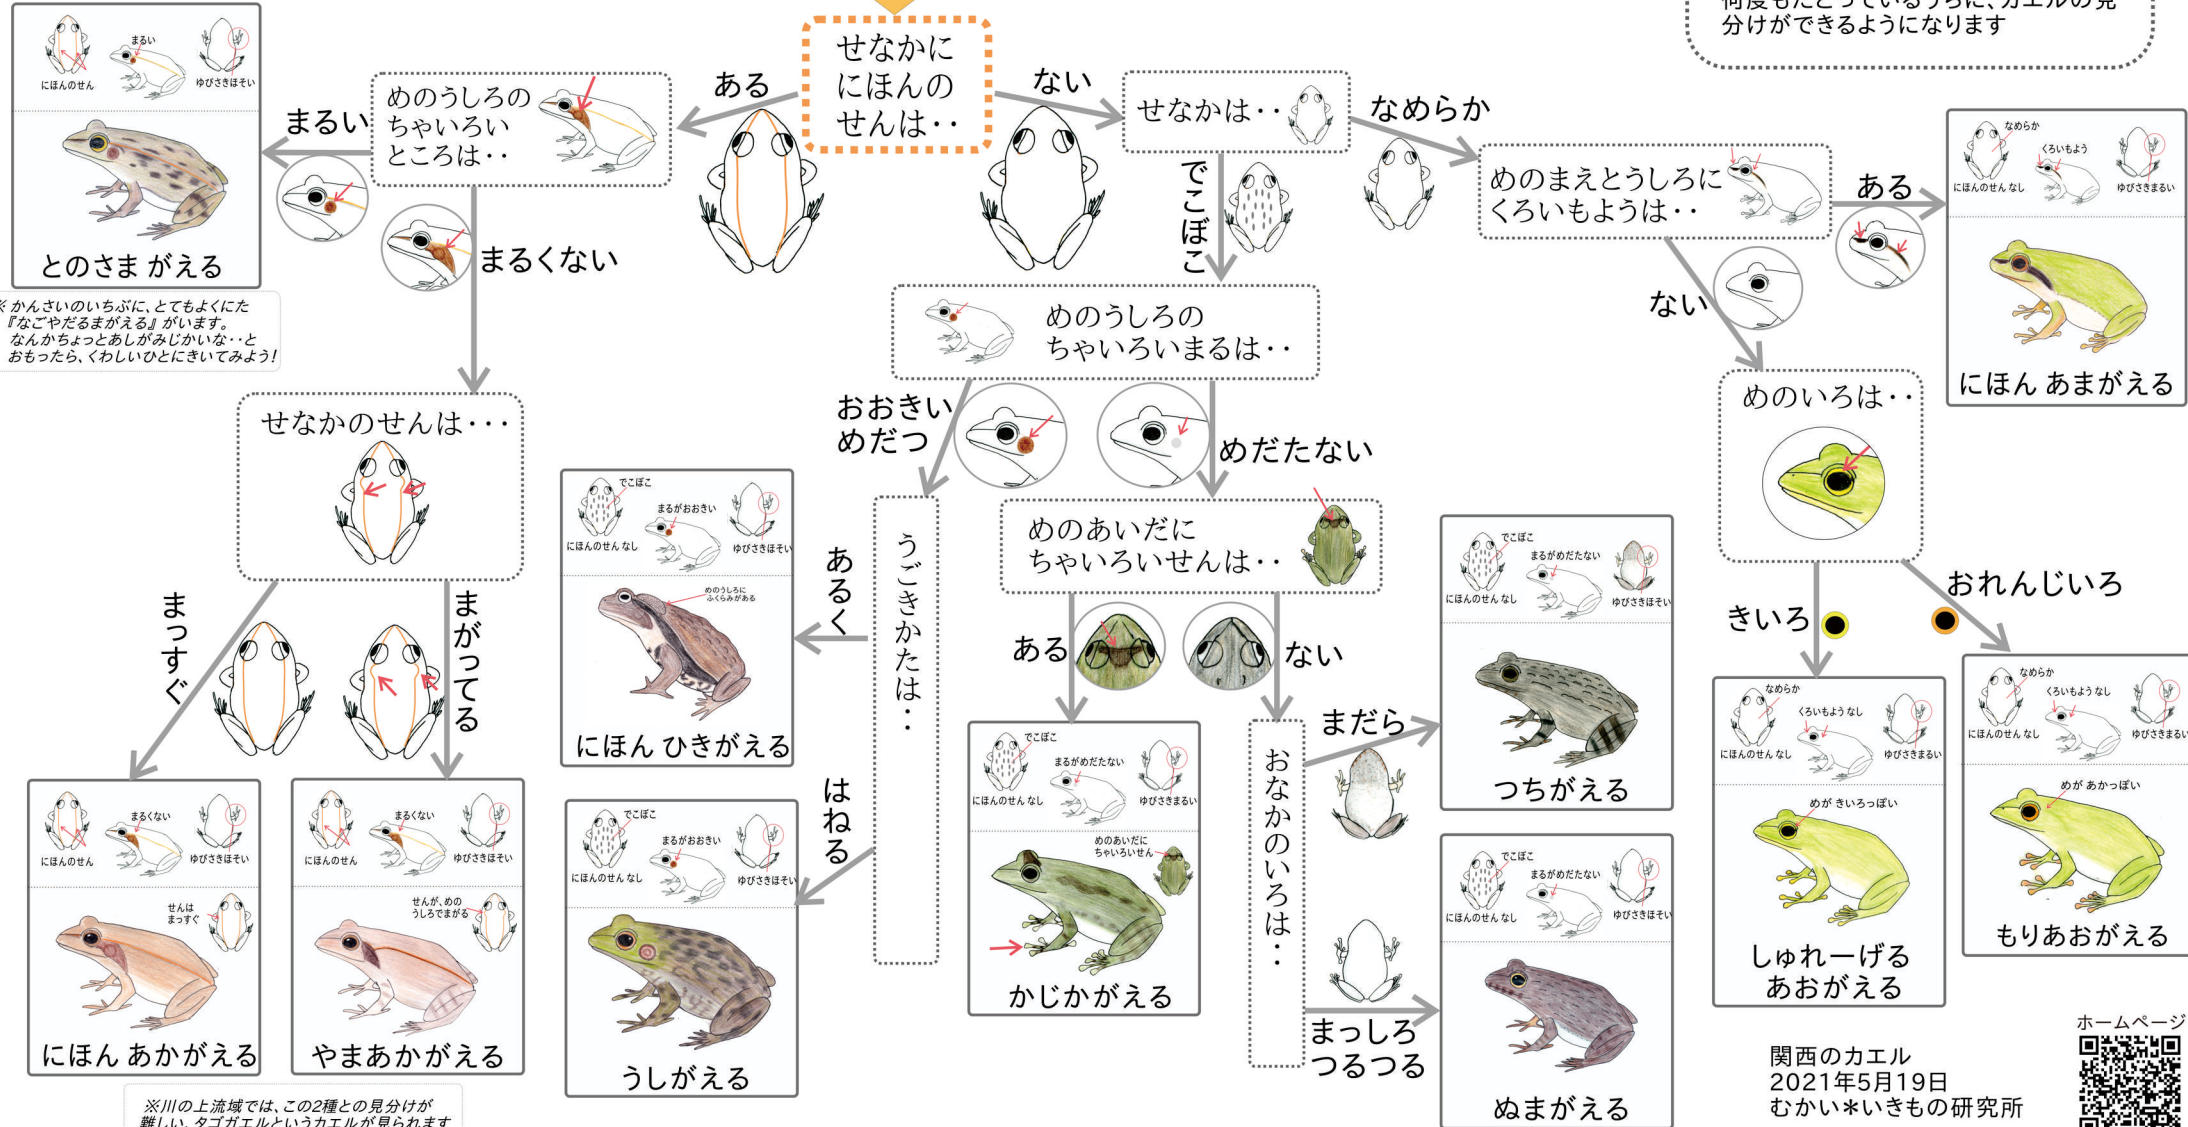 何度もたどっているうちに、カエルの見
分けができるようになります
せなかに
にほんの
せんは‥
ある
ない
めのうしろの
ちゃいろい
ところは‥
まるい
まるくない
にほんのせん
まるい
ゆびさきほそい
とのさま がえる
※ かんさいのいちぶに、とてもよくにた
『なごやだるまがえる』がいます。
なんかちょっとあしがみじかいな‥と
おもったら、くわしいひとにきいてみよう!
せなかのせんは‥・
まっすぐ
まがってる
にほんのせん
まるくない
ゆびさきほそい
せんは
まっすぐ
にほん あかがえる
にほんのせん
まるくない
ゆびさきほそい
せんが、めの
うしろでまがる
やまあかがえる
※川の上流域では、この2種との見分けが
難しい、タゴガエルというカエルが見られます
せなかは‥
なめらか
でこぼこ
めのうしろの
ちゃいろいまるは‥
おおきい
めだつ
めだたない
うごきかたは‥
あるく
はねる
でこぼこ
にほんのせん なし
まるがおおきい
ゆびさきほそい
めのうしろに
ふくらみがある
にほん ひきがえる
でこぼこ
にほんのせん なし
まるがおおきい
ゆびさきほそい
うしがえる
めのあいだに
ちゃいろいせんは‥
ある
ない
でこぼこ
にほんのせん なし
まるがめだたない
ゆびさきまるい
めのあいだに
ちゃいろいせん
かじかがえる
おなかのいろは‥
まだら
まっしろ
つるつる
でこぼこ
にほんのせん なし
まるがめだたない
ゆびさきほそい
つちがえる
でこぼこ
にほんのせん なし
まるがめだたない
ゆびさきほそい
ぬまがえる
めのまえとうしろに
くろいもようは‥
ある
ない
なめらか
にほんのせん なし
くろいもよう
ゆびさきまるい
にほん あまがえる
めのいろは‥
きいろ
おれんじいろ
なめらか
にほんのせん なし
くろいもよう なし
ゆびさきまるい
めが きいろっぽい
しゅれーげる
あおがえる
なめらか
にほんのせん なし
くろいもよう なし
ゆびさきまるい
めが あかっぽい
もりあおがえる
関西のカエル
2021年5月19日
むかい＊いきもの研究所
ホームページ